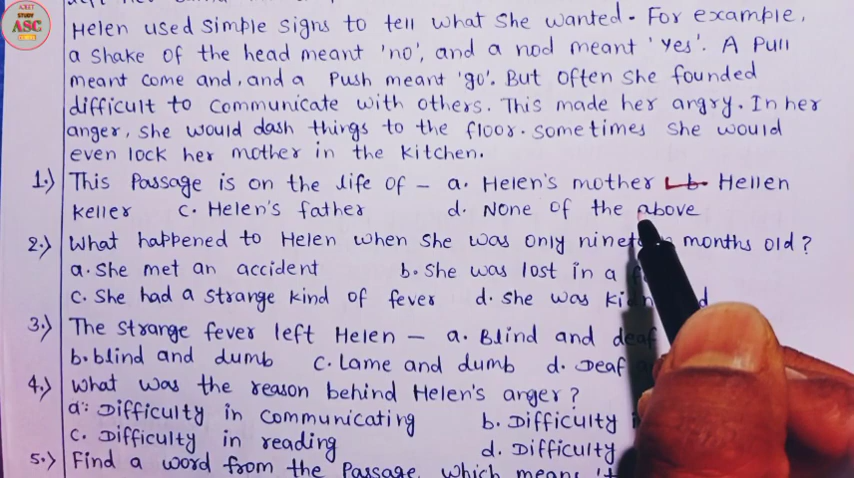 STUDY
ASC
Helen used simple signs to tell what she wanted. For example,
a shake of the head meant 'no', and a nod meant 'yes'. A Pull
meant come and, and a Push meant 'go'. But often she founded
difficult to communicate with others. This made her angry. In her
anger, she would dash things to the floor. Sometimes she would
even lock her mother in the kitchen.
1.) This Passage is on the life of - a. Helen's mother b. Hellen
Keller c. Helen's father d. None of the above
2.) What happened to Helen when she was only months old?
a. She met an accident b. She was lost in a
c. She had a strange kind of fever d. She was
3.) The Strange fever left Helen - a. Blind and deaf
b. blind and dumb c. Lame and dumb d. Deaf
4.) What was the reason behind Helen's anger?
a. Difficulty in communicating b. Difficulty
c. Difficulty in reading d. Difficulty
5.) Find a word from the Passage, which means